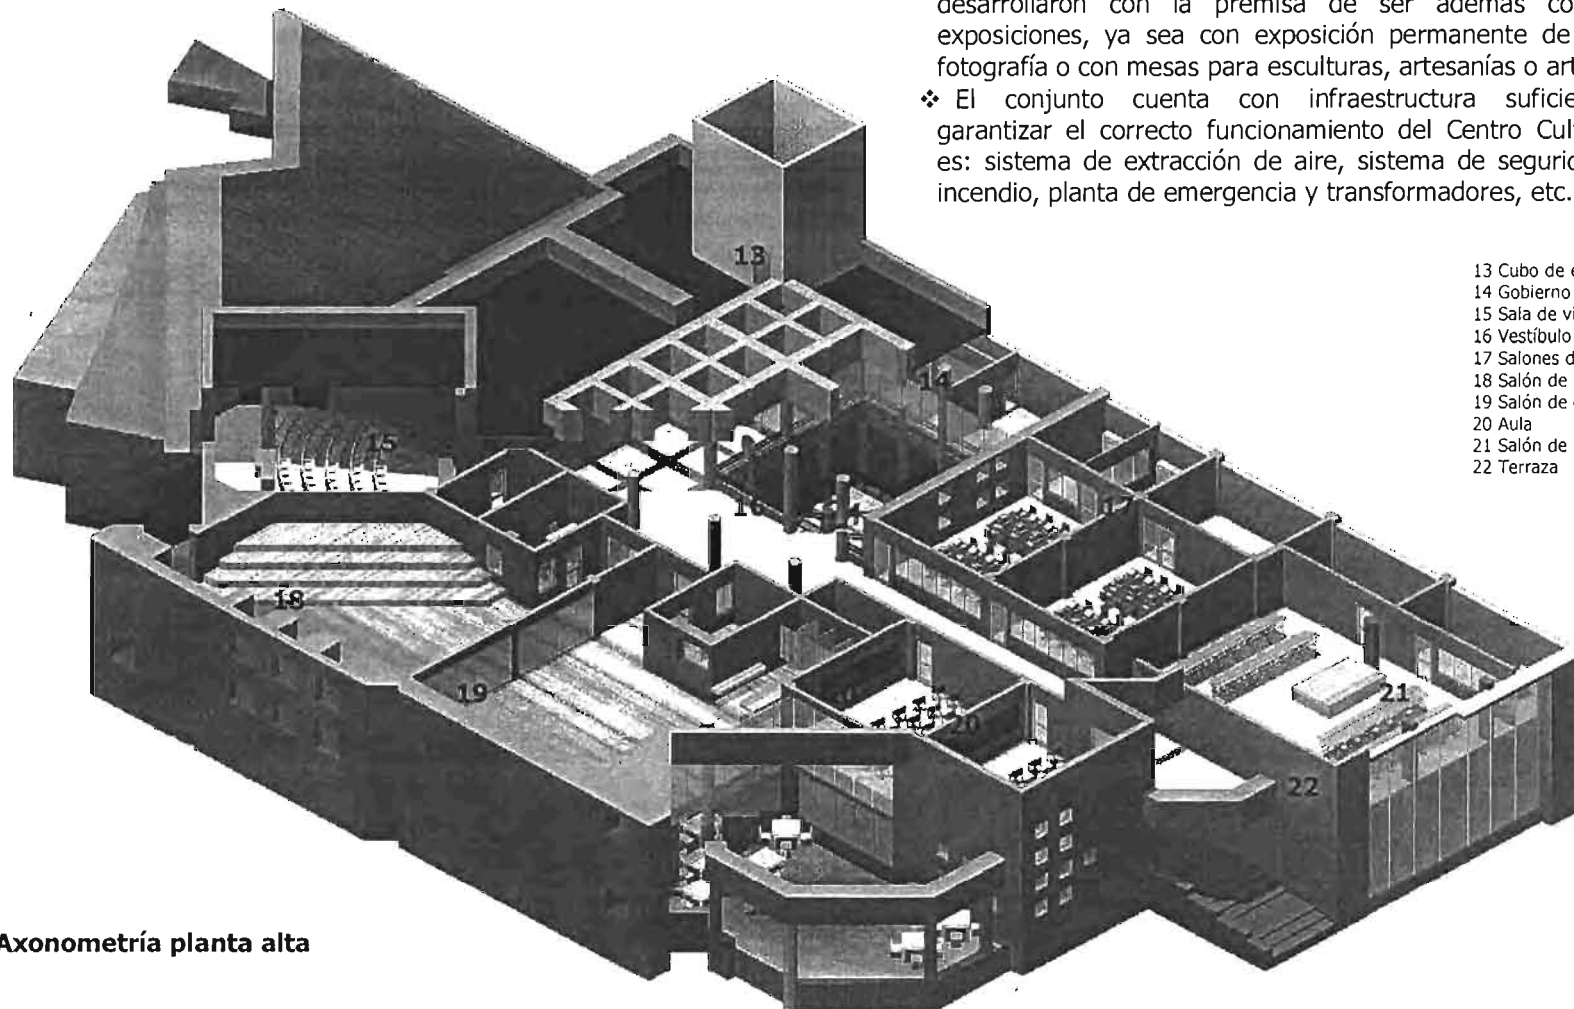 desarrollaron con la premisa de ser además co
exposiciones, ya sea con exposición permanente de
fotografía o con mesas para esculturas, artesanías o ar
❖ El conjunto cuenta con infraestructura suficie
garantizar el correcto funcionamiento del Centro Cul
es: sistema de extracción de aire, sistema de segurid
incendio, planta de emergencia y transformadores, etc.
13 Cubo de
14 Gobierno
15 Sala de vi
16 Vestíbulo
17 Salones d
18 Salón de
19 Salón de
20 Aula
21 Salón de
22 Terraza
13
14
15
18
19
20
21
22
Axonometría planta alta